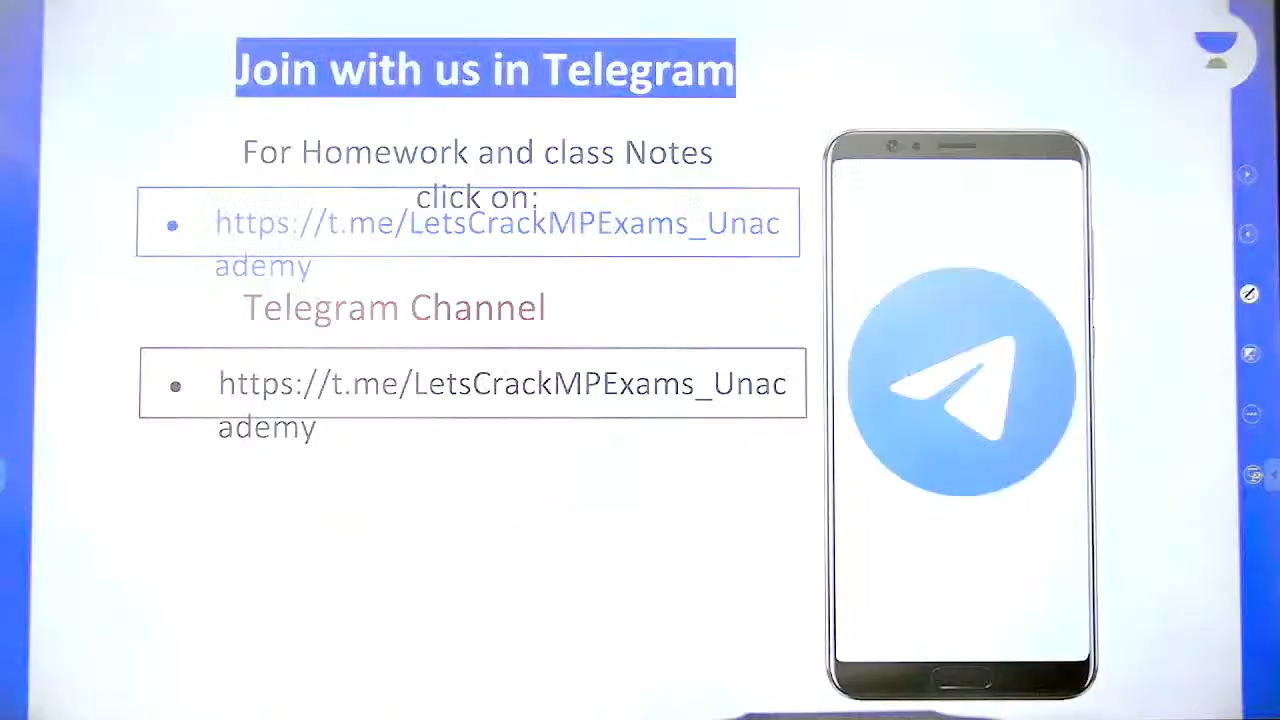 Join with us in Telegram
For Homework and class Notes
click on:
• https://t.me/LetsCrackMPExams_Unac
ademy
Telegram Channel
• https://t.me/LetsCrackMPExams_Unac
ademy